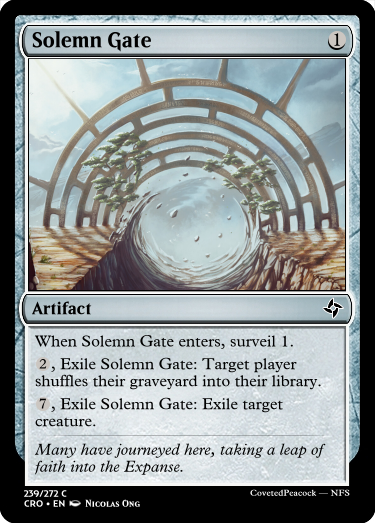 Solemn Gate 1
Artifact
When Solemn Gate enters, surveil 1.
2, Exile Solemn Gate: Target player
shuffles their graveyard into their library.
7, Exile Solemn Gate: Exile target
creature.
Many have journeyed here, taking a leap of
faith into the Expanse.
239/272 C
CRO • EN Nicolas Ong
CovetedPeacock — NFS